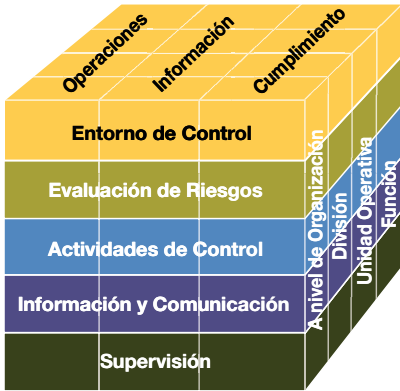 Operaciones
Información
Cumplimiento
Entorno de Control
Evaluación de Riesgos
Actividades de Control
Información y Comunicación
Supervisión
A nivel de Organización
División
Unidad Operativa
Función